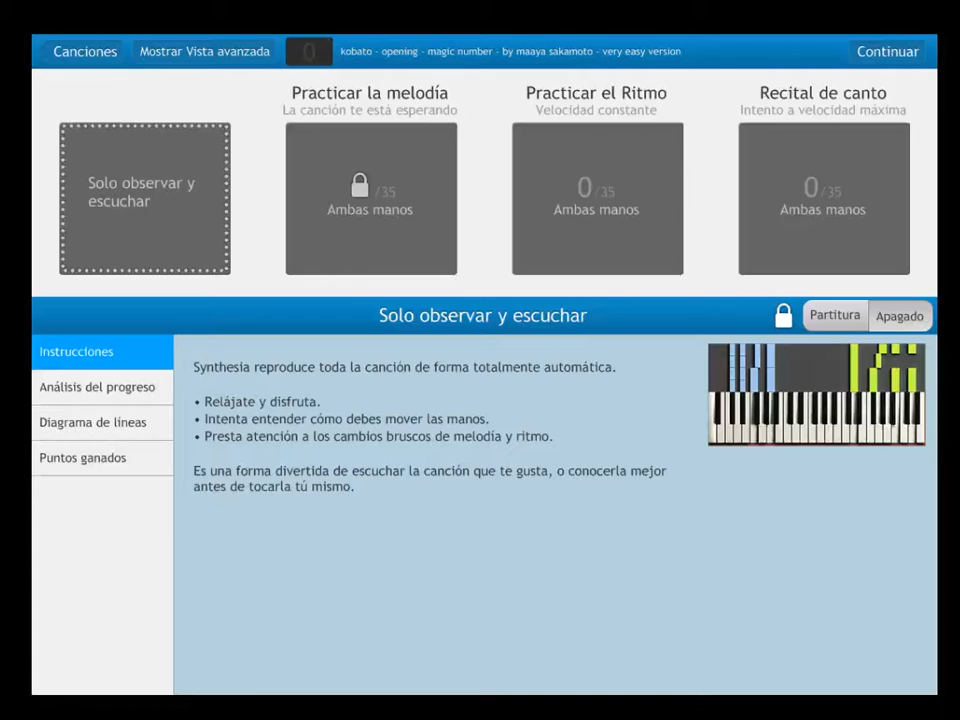 Canciones
Mostrar Vista avanzada
0
kobato - opening - magic number - by maaya sakamoto - very easy version
Continuar
Practicar la melodía
La canción te está esperando
Practicar el Ritmo
Velocidad constante
Recital de canto
Intento a velocidad máxima
Solo observar y
escuchar
/35
Ambas manos
0/35
Ambas manos
0/35
Ambas manos
Solo observar y escuchar
Partitura
Apagado
Instrucciones
Análisis del progreso
Diagrama de líneas
Puntos ganados
Synthesia reproduce toda la canción de forma totalmente automática.
• Relájate y disfruta.
• Intenta entender cómo debes mover las manos.
• Presta atención a los cambios bruscos de melodía y ritmo.
Es una forma divertida de escuchar la canción que te gusta, o conocerla mejor
antes de tocarla tú mismo.